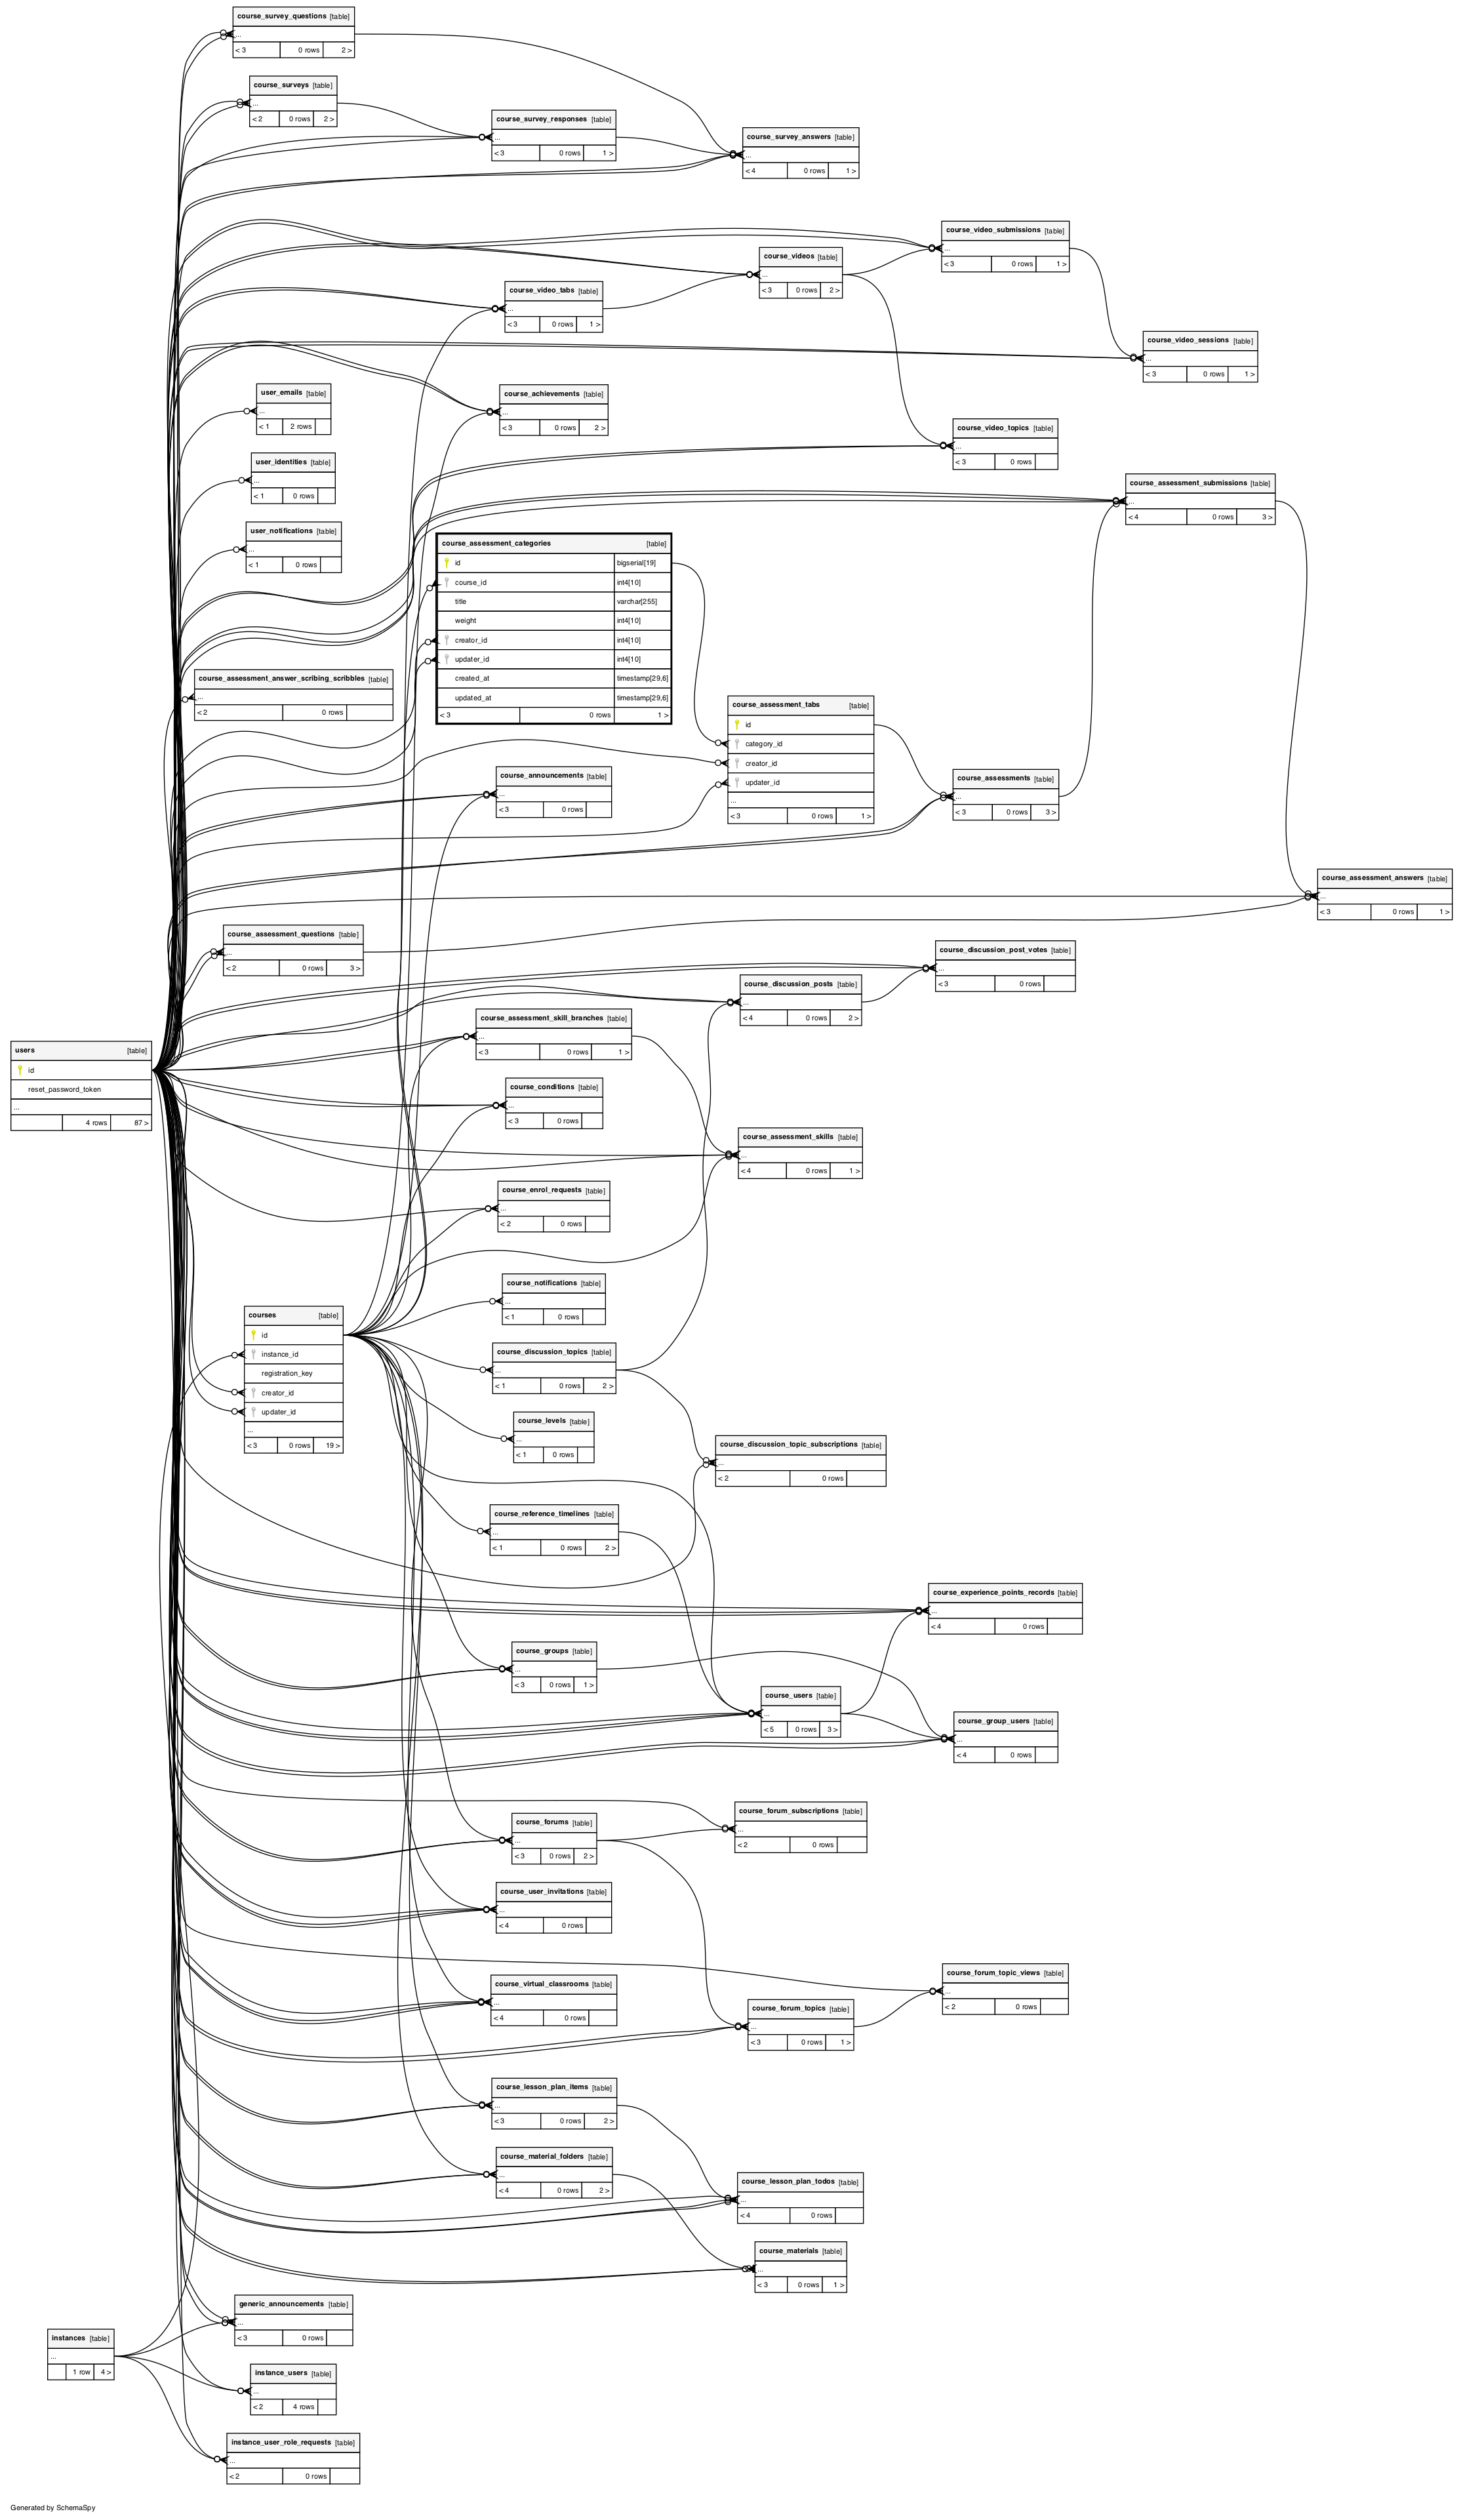 course_survey_questions [table]
...
< 3 0 rows 2 >
course_surveys [table]
...
< 2 0 rows 2 >
course_survey_responses [table]
...
< 3 0 rows 1 >
course_survey_answers [table]
...
< 4 0 rows 1 >
course_video_submissions [table]
...
< 3 0 rows 1 >
course_videos [table]
...
< 3 0 rows 2 >
course_video_tabs [table]
...
< 3 0 rows 1 >
course_video_sessions [table]
...
< 3 0 rows 1 >
user_emails [table]
...
< 1 2 rows
course_achievements [table]
...
< 3 0 rows 2 >
course_video_topics [table]
...
< 3 0 rows
user_identities [table]
...
< 1 0 rows
course_assessment_submissions [table]
...
< 4 0 rows 3 >
user_notifications [table]
...
< 1 0 rows
course_assessment_categories [table]
id bigserial[19]
course_id int4[10]
title varchar[255]
weight int4[10]
creator_id int4[10]
updater_id int4[10]
created_at timestamp[29,6]
updated_at timestamp[29,6]
< 3 0 rows 1 >
course_assessment_answer_scribing_scribbles [table]
...
< 2 0 rows
course_assessment_tabs [table]
id
category_id
creator_id
updater_id
...
< 3 0 rows 1 >
course_announcements [table]
...
< 3 0 rows
course_assessments [table]
...
< 3 0 rows 3 >
course_assessment_answers [table]
...
< 3 0 rows 1 >
course_assessment_questions [table]
...
< 2 0 rows 3 >
course_discussion_post_votes [table]
...
< 3 0 rows
course_discussion_posts [table]
...
< 4 0 rows 2 >
course_assessment_skill_branches [table]
...
< 3 0 rows 1 >
users [table]
id
reset_password_token
...
4 rows 87 >
course_conditions [table]
...
< 3 0 rows
course_assessment_skills [table]
...
< 4 0 rows 1 >
course_enrol_requests [table]
...
< 2 0 rows
course_notifications [table]
...
< 1 0 rows
courses [table]
id
instance_id
registration_key
creator_id
updater_id
...
< 3 0 rows 19 >
course_discussion_topics [table]
...
< 1 0 rows 2 >
course_levels [table]
...
< 1 0 rows
course_discussion_topic_subscriptions [table]
...
< 2 0 rows
course_reference_timelines [table]
...
< 1 0 rows 2 >
course_experience_points_records [table]
...
< 4 0 rows
course_groups [table]
...
< 3 0 rows 1 >
course_users [table]
...
< 5 0 rows 3 >
course_group_users [table]
...
< 4 0 rows
course_forum_subscriptions [table]
...
< 2 0 rows
course_forums [table]
...
< 3 0 rows 2 >
course_user_invitations [table]
...
< 4 0 rows
course_forum_topic_views [table]
...
< 2 0 rows
course_virtual_classrooms [table]
...
< 4 0 rows
course_forum_topics [table]
...
< 3 0 rows 1 >
course_lesson_plan_items [table]
...
< 3 0 rows 2 >
course_material_folders [table]
...
< 4 0 rows 2 >
course_lesson_plan_todos [table]
...
< 4 0 rows
course_materials [table]
...
< 3 0 rows 1 >
generic_announcements [table]
...
< 3 0 rows
instances [table]
...
1 row 4 >
instance_users [table]
...
< 2 4 rows
instance_user_role_requests [table]
...
< 2 0 rows
Generated by SchemaSpy